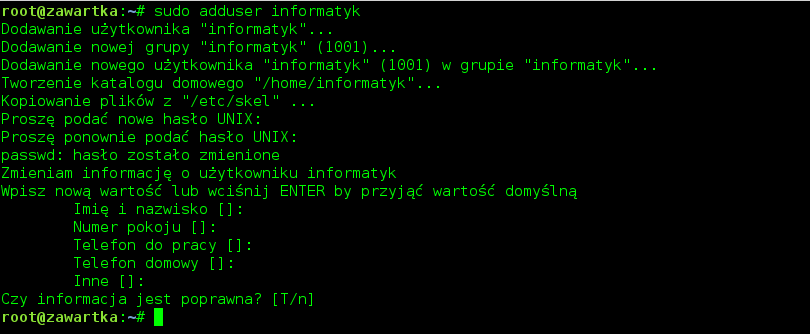 root@zawartka:~# sudo adduser informatyk
Dodawanie użytkownika "informatyk"...
Dodawanie nowej grupy "informatyk" (1001)...
Dodawanie nowego użytkownika "informatyk" (1001) w grupie "informatyk"...
Tworzenie katalogu domowego "/home/informatyk"...
Kopiowanie plików z "/etc/skel" ...
Proszę podać nowe hasło UNIX:
Proszę ponownie podać hasło UNIX:
passwd: hasło zostało zmienione
Zmieniam informację o użytkowniku informatyk
Wpisz nową wartość lub wciśnij ENTER by przyjąć wartość domyślną
        Imię i nazwisko []:
        Numer pokoju []:
        Telefon do pracy []:
        Telefon domowy []:
        Inne []:
Czy informacja jest poprawna? [T/n]
root@zawartka:~#